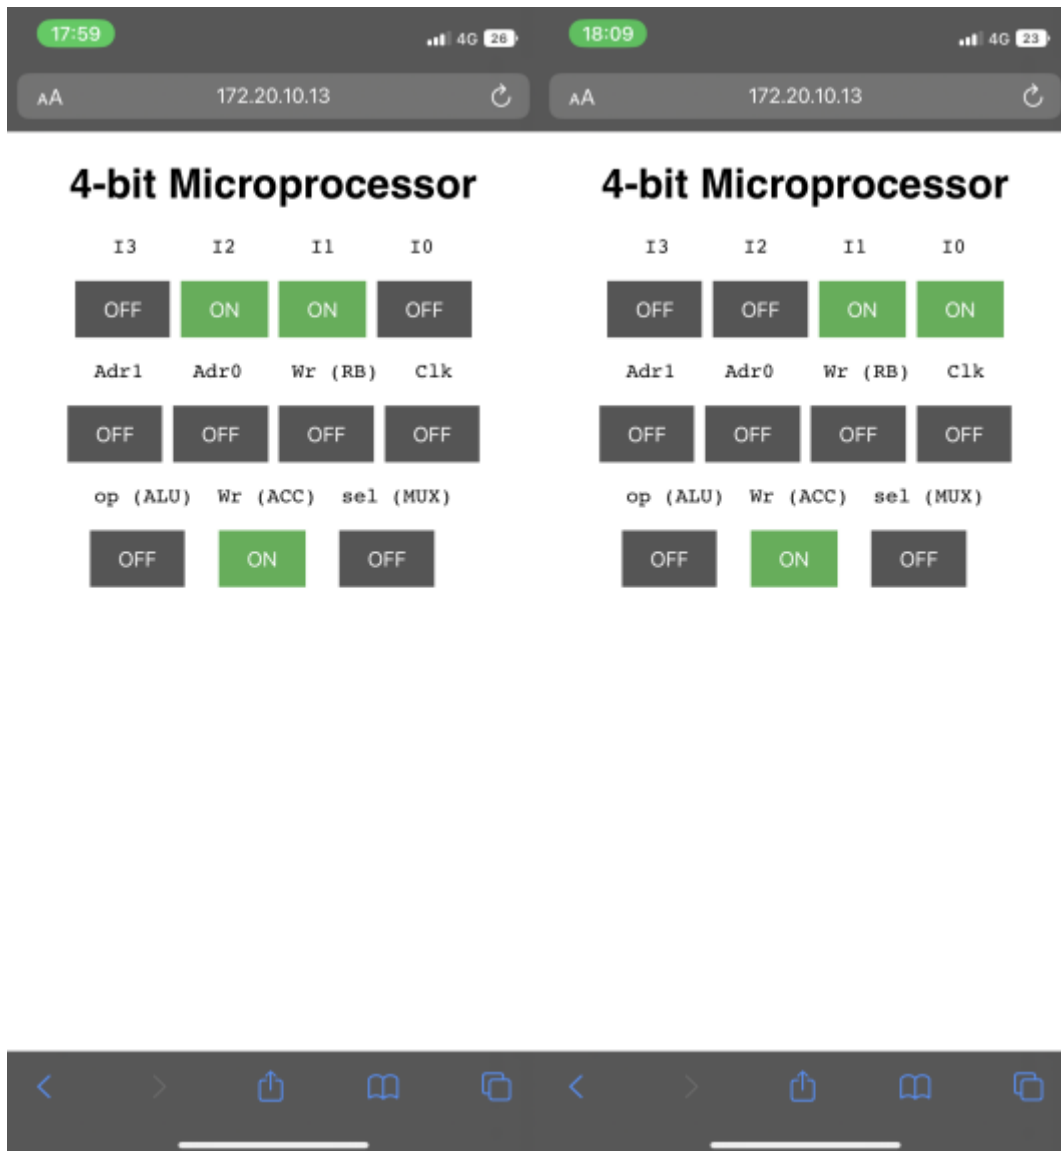 17:59
4G 26
AA 172.20.10.13
4-bit Microprocessor
I3 I2 I1 I0
OFF ON ON OFF
Adr1 Adr0 Wr (RB) Clk
OFF OFF OFF OFF
op (ALU) Wr (ACC) sel (MUX)
OFF ON OFF
18:09
4G 23
AA 172.20.10.13
4-bit Microprocessor
I3 I2 I1 I0
OFF OFF ON ON
Adr1 Adr0 Wr (RB) Clk
OFF OFF OFF OFF
op (ALU) Wr (ACC) sel (MUX)
OFF ON OFF